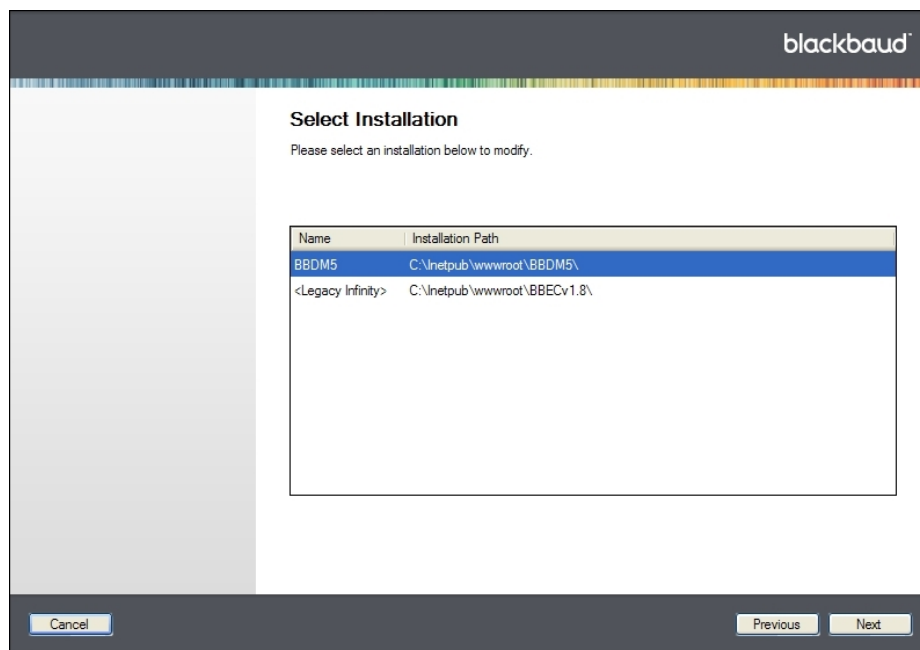 blackbaud
Select Installation
Please select an installation below to modify.
Name Installation Path
BBDM5 C:\Inetpub\wwwroot\BBDM5\
<Legacy Infinity> C:\Inetpub\wwwroot\BBECv1.8\
Cancel Previous Next